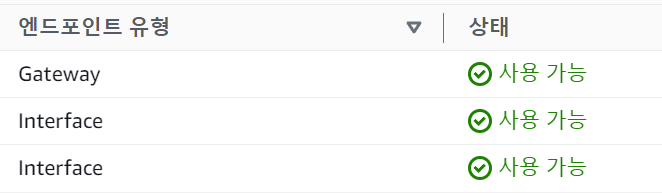 엔드포인트 유형 상태
Gateway 사용 가능
Interface 사용 가능
Interface 사용 가능